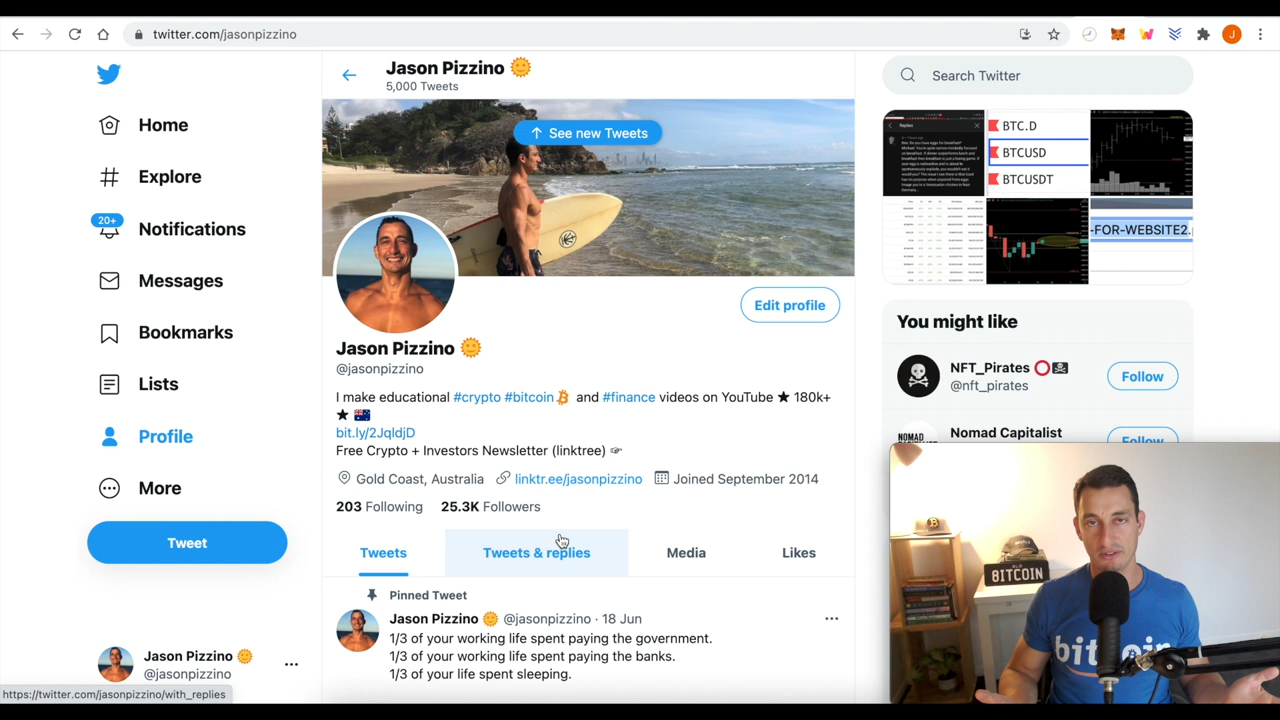 twitter.com/jasonpizzino
J
Home
Explore
20+
Notifications
Messages
Bookmarks
Lists
Profile
More
Tweet
Jason Pizzino
@jasonpizzino
https://twitter.com/jasonpizzino/with_replies
Jason Pizzino
5,000 Tweets
See new Tweets
Edit profile
Jason Pizzino
@jasonpizzino
I make educational #crypto #bitcoin and #finance videos on YouTube ★ 180k+
★
bit.ly/2JqldjD
Free Crypto + Investors Newsletter (linktree) ☞
Gold Coast, Australia linktr.ee/jasonpizzino Joined September 2014
203 Following 25.3K Followers
Tweets Tweets & replies Media Likes
Pinned Tweet
Jason Pizzino @jasonpizzino · 18 Jun
1/3 of your working life spent paying the government.
1/3 of your working life spent paying the banks.
1/3 of your life spent sleeping.
Search Twitter
Replies
BTC.D
BTCUSD
BTCUSDT
-FOR-WEBSITE2.
You might like
NFT_Pirates
@nft_pirates
Follow
NOMAD
Nomad Capitalist
Follow
BITCOIN
bitcoin